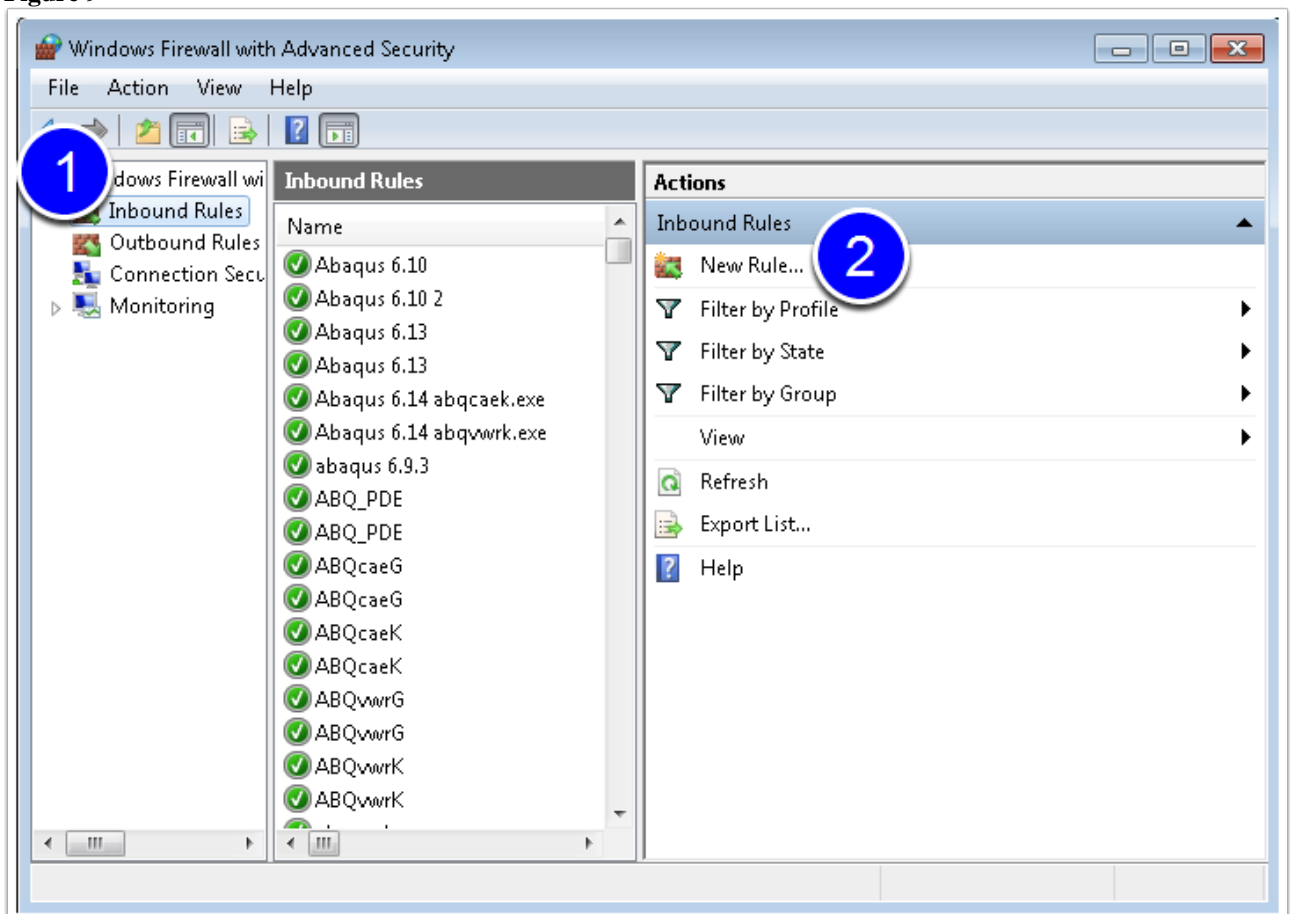 Windows Firewall with Advanced Security
File Action View Help
1
dows Firewall wi
Inbound Rules
Outbound Rules
Connection Secu
Monitoring
Inbound Rules
Name
Abaqus 6.10
Abaqus 6.10 2
Abaqus 6.13
Abaqus 6.13
Abaqus 6.14 abqcaek.exe
Abaqus 6.14 abqvwrk.exe
abaqus 6.9.3
ABQ_PDE
ABQ_PDE
ABQcaeG
ABQcaeG
ABQcaeK
ABQcaeK
ABQvwrG
ABQvwrG
ABQvwrK
ABQvwrK
Actions
Inbound Rules
2
New Rule...
Filter by Profile
Filter by State
Filter by Group
View
Refresh
Export List...
Help